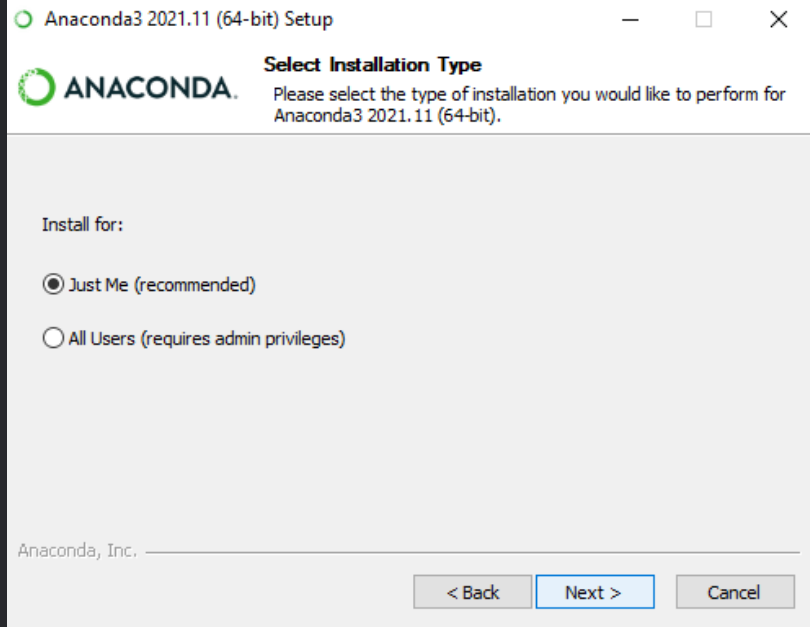 Anaconda3 2021.11 (64-bit) Setup
Select Installation Type
ANACONDA.
Please select the type of installation you would like to perform for
Anaconda3 2021.11 (64-bit).
Install for:
Just Me (recommended)
All Users (requires admin privileges)
Anaconda, Inc.
< Back
Next >
Cancel